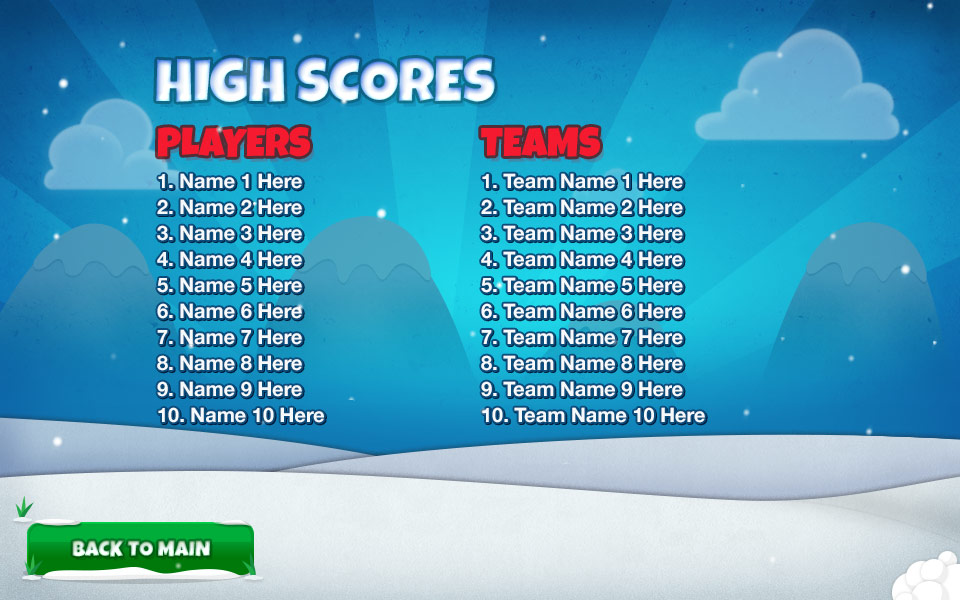 HIGH SCORES
PLAYERS
1. Name 1 Here
2. Name 2 Here
3. Name 3 Here
4. Name 4 Here
5. Name 5 Here
6. Name 6 Here
7. Name 7 Here
8. Name 8 Here
9. Name 9 Here
10. Name 10 Here
TEAMS
1. Team Name 1 Here
2. Team Name 2 Here
3. Team Name 3 Here
4. Team Name 4 Here
5. Team Name 5 Here
6. Team Name 6 Here
7. Team Name 7 Here
8. Team Name 8 Here
9. Team Name 9 Here
10. Team Name 10 Here
BACK TO MAIN